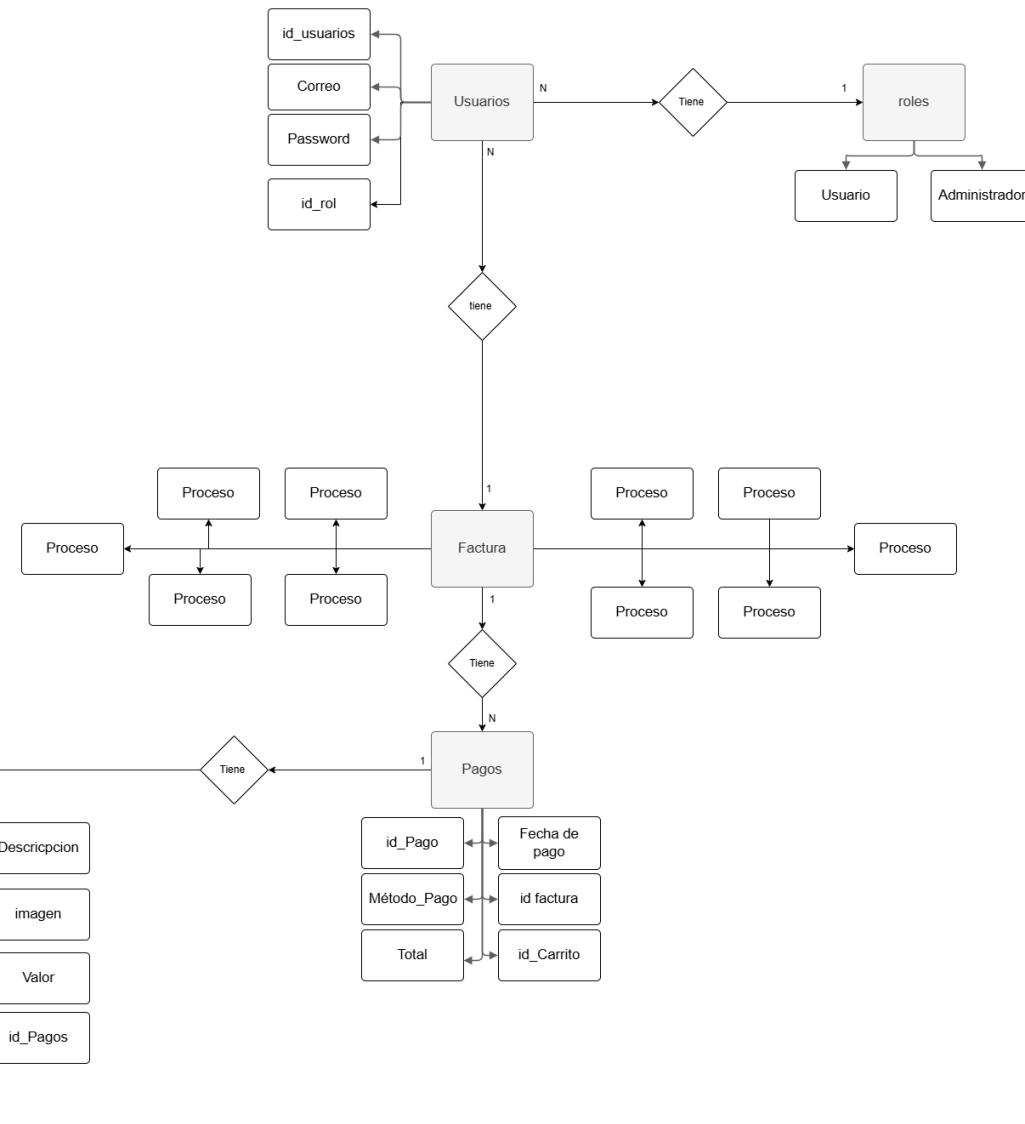 id_usuarios
Correo
Password
id_rol
Usuarios
N
Tiene
1
roles
Usuario
Administrador
N
tiene
1
Proceso
Proceso
Proceso
Proceso
Proceso
Factura
Proceso
Proceso
Proceso
Proceso
Proceso
1
Tiene
N
Pagos
1
Tiene
id_Pago
Fecha de
pago
Método_Pago
id factura
Total
id_Carrito
Descricpcion
imagen
Valor
id_Pagos